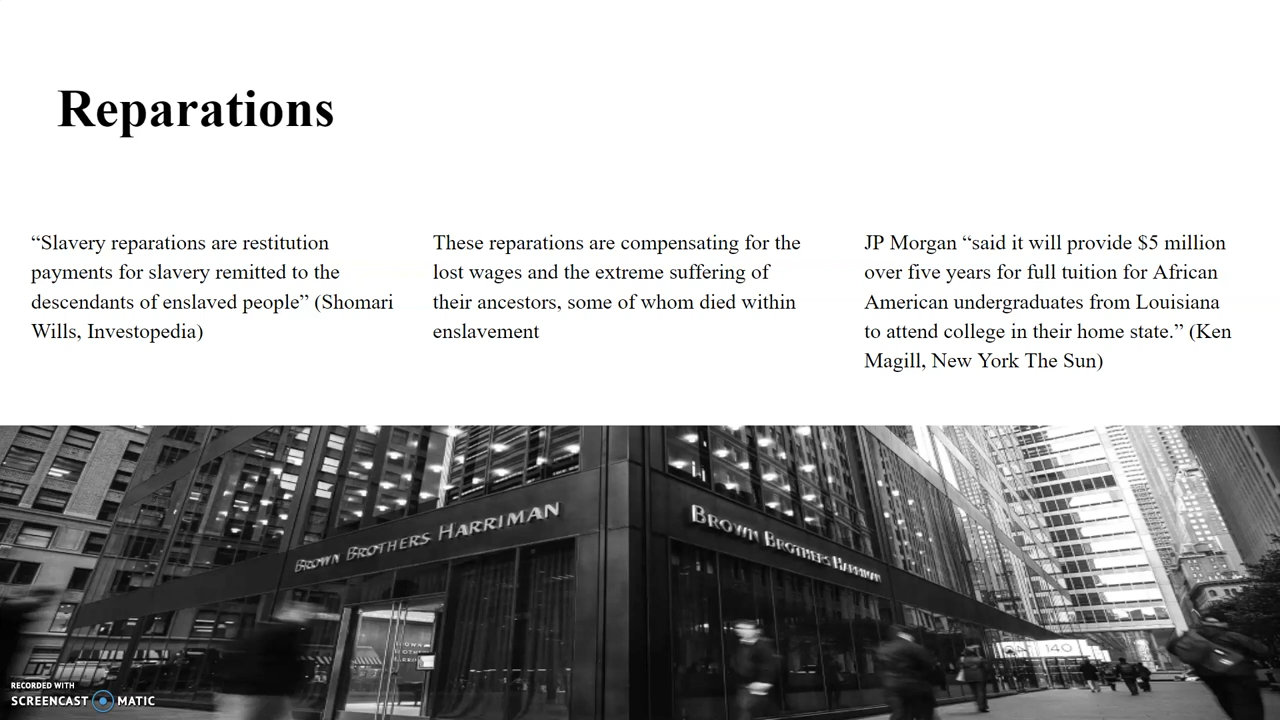 Reparations
“Slavery reparations are restitution
payments for slavery remitted to the
descendants of enslaved people” (Shomari
Wills, Investopedia)
These reparations are compensating for the
lost wages and the extreme suffering of
their ancestors, some of whom died within
enslavement
JP Morgan “said it will provide $5 million
over five years for full tuition for African
American undergraduates from Louisiana
to attend college in their home state.” (Ken
Magill, New York The Sun)
BROWN BROTHERS HARRIMAN
BROWN BROTHERS HARRIMAN
140
RECORDED WITH
SCREENCAST MATIC